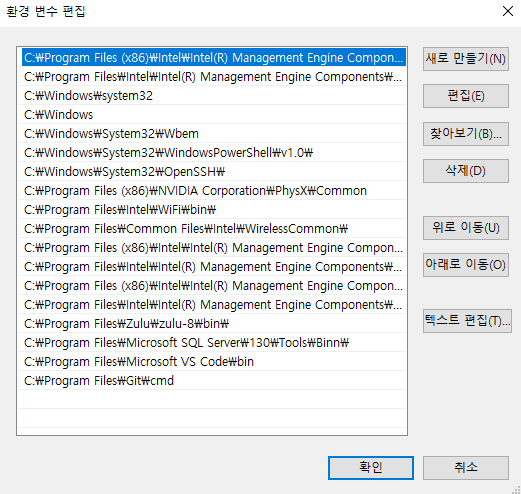 환경 변수 편집
C:₩Program Files (x86)₩Intel₩Intel(R) Management Engine Compon...
C:₩Program Files₩Intel₩Intel(R) Management Engine Components₩...
C:₩Windows₩system32
C:₩Windows
C:₩Windows₩System32₩Wbem
C:₩Windows₩System32₩WindowsPowerShell₩v1.0₩
C:₩Windows₩System32₩OpenSSH₩
C:₩Program Files (x86)₩NVIDIA Corporation₩PhysX₩Common
C:₩Program Files₩Intel₩WiFi₩bin₩
C:₩Program Files₩Common Files₩Intel₩WirelessCommon₩
C:₩Program Files (x86)₩Intel₩Intel(R) Management Engine Compon...
C:₩Program Files₩Intel₩Intel(R) Management Engine Components₩...
C:₩Program Files (x86)₩Intel₩Intel(R) Management Engine Compon...
C:₩Program Files₩Intel₩Intel(R) Management Engine Components₩...
C:₩Program Files₩Zulu₩zulu-8₩bin₩
C:₩Program Files₩Microsoft SQL Server₩130₩Tools₩Binn₩
C:₩Program Files₩Microsoft VS Code₩bin
C:₩Program Files₩Git₩cmd
새로 만들기(N)
편집(E)
찾아보기(B)...
삭제(D)
위로 이동(U)
아래로 이동(O)
텍스트 편집(T)...
확인
취소